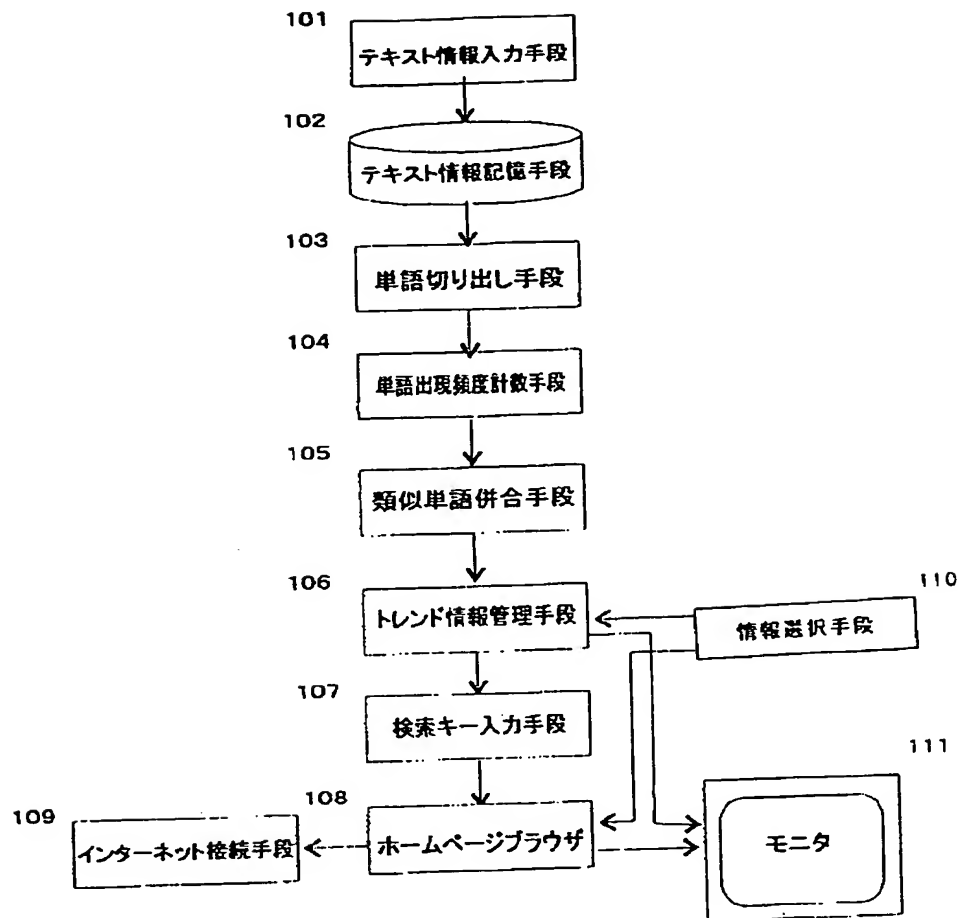 101
テキスト情報入力手段
102
テキスト情報記憶手段
103
単語切り出し手段
104
単語出現頻度計数手段
105
類似単語併合手段
106
トレンド情報管理手段
110
情報選択手段
107
検索キー入力手段
111
モニタ
108
ホームページブラウザ
109
インターネット接続手段